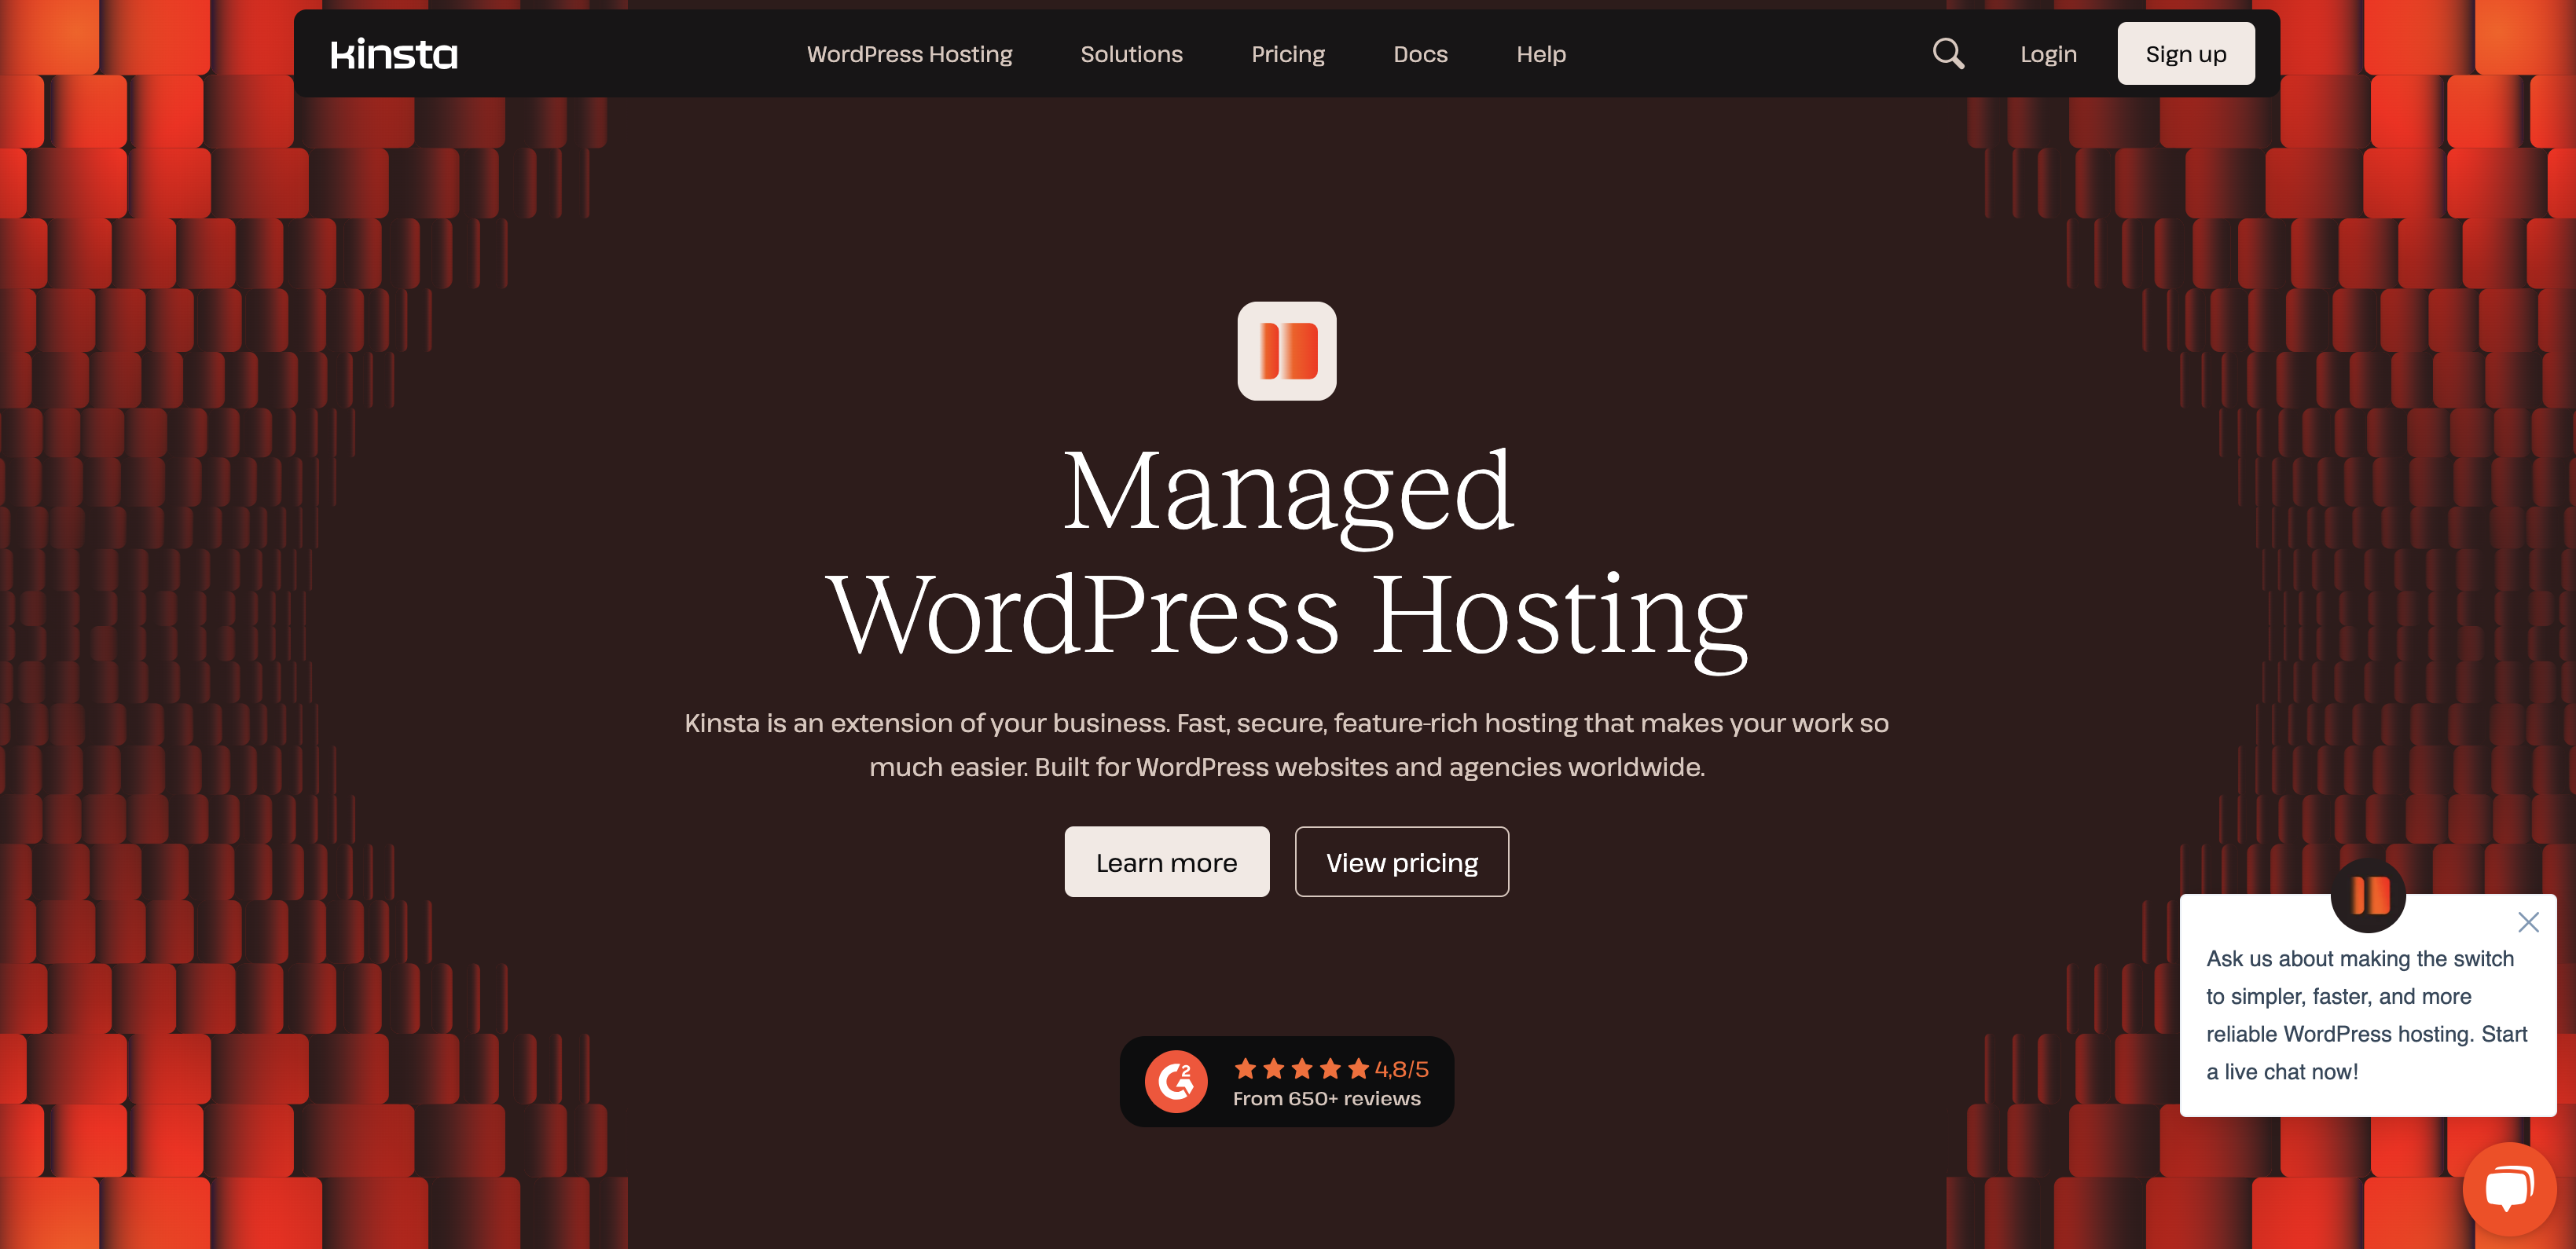 Kinsta
WordPress Hosting
Solutions
Pricing
Docs
Help
Login
Sign up
Managed
WordPress Hosting
Kinsta is an extension of your business. Fast, secure, feature-rich hosting that makes your work so
much easier. Built for WordPress websites and agencies worldwide.
Learn more
View pricing
G2
4,8/5
From 650+ reviews
Ask us about making the switch
to simpler, faster, and more
reliable WordPress hosting. Start
a live chat now!